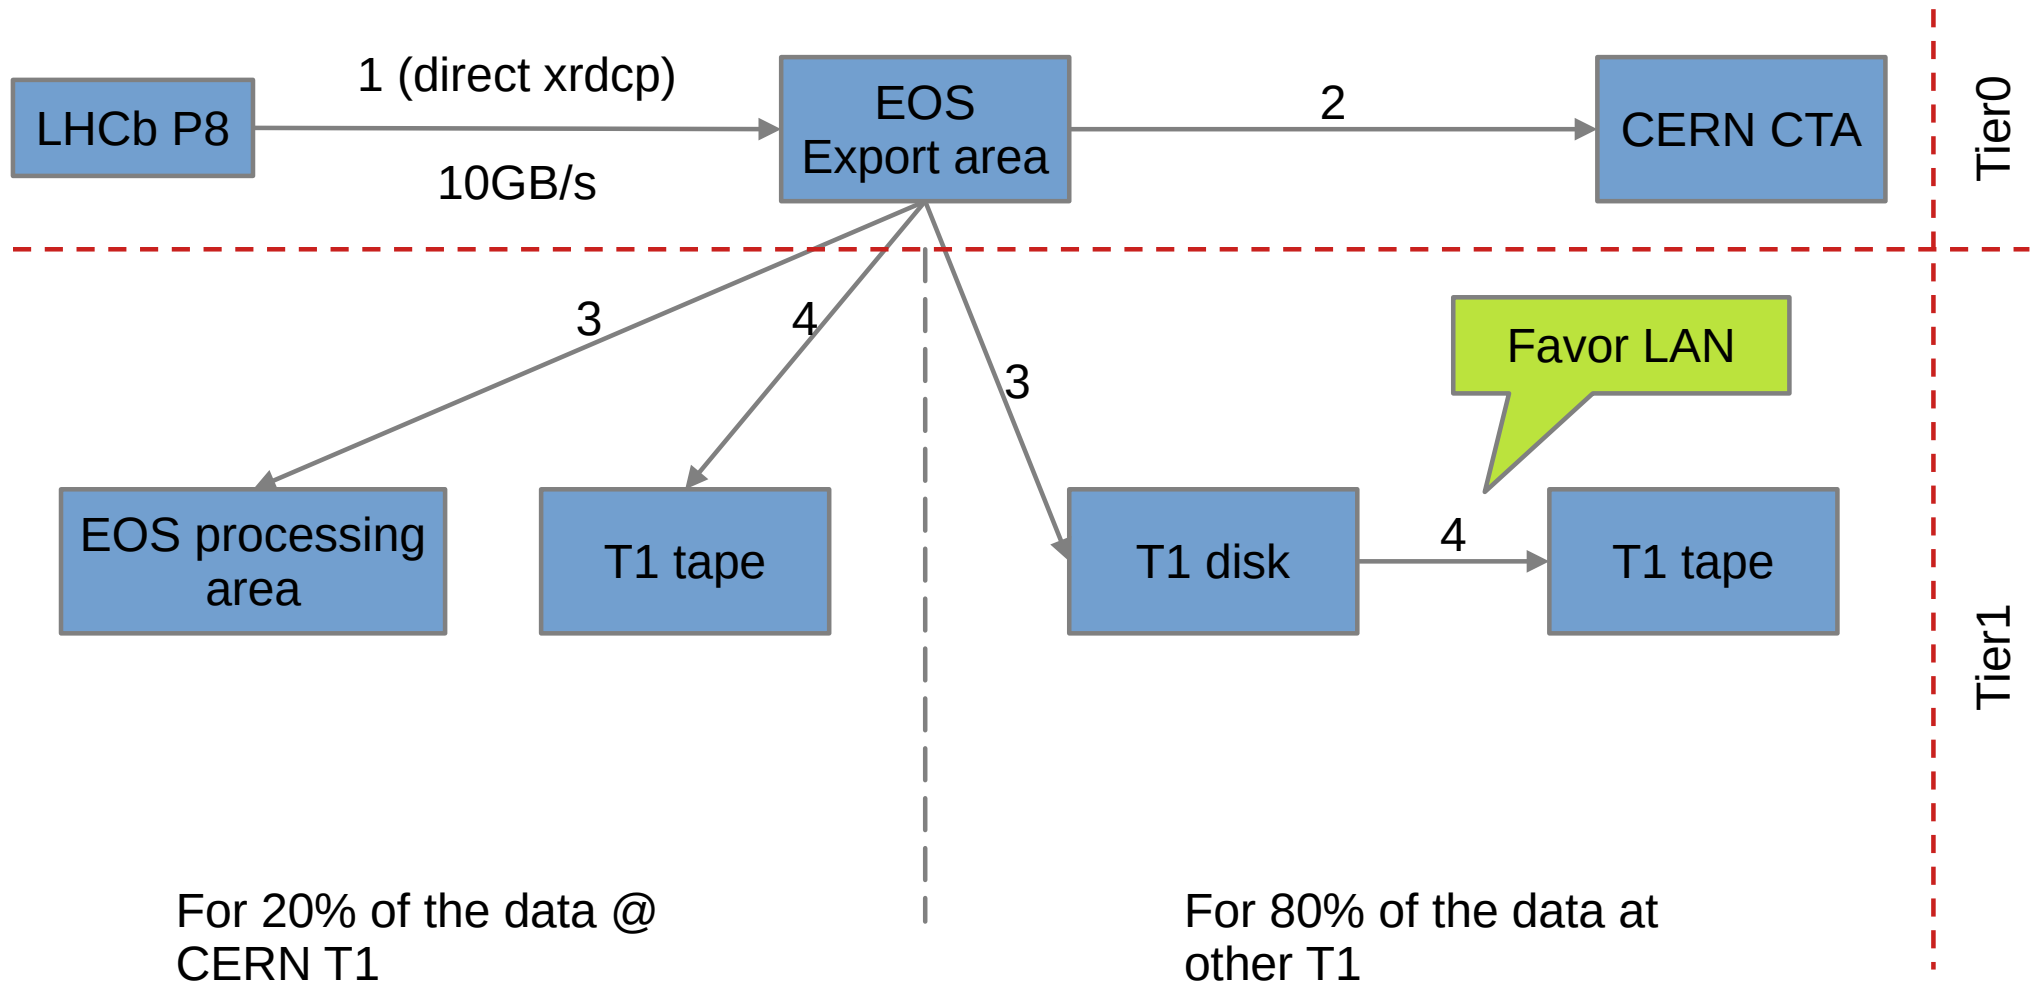 LHCb P8
1 (direct xrdcp)
10GB/s
EOS
Export area
2
CERN CTA
Tier0
3
4
3
Favor LAN
EOS processing
area
T1 tape
T1 disk
4
T1 tape
Tier1
For 20% of the data @
CERN T1
For 80% of the data at
other T1